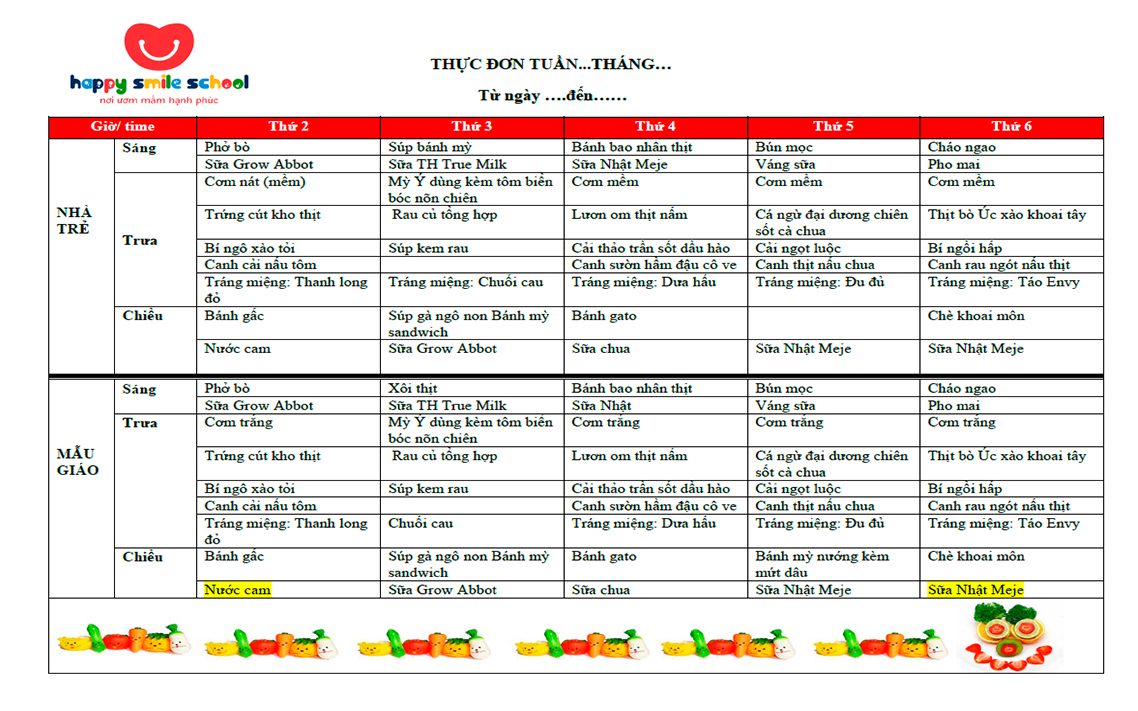 happy smile school
nơi ươm mầm hạnh phúc
THỰC ĐƠN TUẦN...THÁNG...
Từ ngày ....đến......
Giờ/ time Thứ 2 Thứ 3 Thứ 4 Thứ 5 Thứ 6
NHÀ TRẺ
Sáng
Phở bò Súp bánh mỳ Bánh bao nhân thịt Bún mọc Cháo ngao
Sữa Grow Abbot Sữa TH True Milk Sữa Nhật Meje Váng sữa Pho mai
Trưa
Cơm nát (mềm) Mỳ Ý dùng kèm tôm biển Cơm mềm Cơm mềm Cơm mềm
bóc nõn chiên
Trứng cút kho thịt Rau củ tổng hợp Lươn om thịt nấm Cá ngừ đại dương chiên Thịt bò Úc xào khoai tây
sốt cà chua
Bí ngô xào tỏi Súp kem rau Cải thảo trần sốt dầu hào Cải ngọt luộc Bí ngồi hấp
Canh cải nấu tôm Canh sườn hầm đậu cô ve Canh thịt nấu chua Canh rau ngót nấu thịt
Tráng miệng: Thanh long Tráng miệng: Chuối cau Tráng miệng: Dưa hấu Tráng miệng: Đu đủ Tráng miệng: Táo Envy
đỏ
Chiều
Bánh gấc Súp gà ngô non Bánh mỳ Bánh gato Chè khoai môn
sandwich
Nước cam Sữa Grow Abbot Sữa chua Sữa Nhật Meje Sữa Nhật Meje
MẪU GIÁO
Sáng
Phở bò Xôi thịt Bánh bao nhân thịt Bún mọc Cháo ngao
Sữa Grow Abbot Sữa TH True Milk Sữa Nhật Váng sữa Pho mai
Trưa
Cơm trắng Mỳ Ý dùng kèm tôm biển Cơm trắng Cơm trắng Cơm trắng
bóc nõn chiên
Trứng cút kho thịt Rau củ tổng hợp Lươn om thịt nấm Cá ngừ đại dương chiên Thịt bò Úc xào khoai tây
sốt cà chua
Bí ngô xào tỏi Súp kem rau Cải thảo trần sốt dầu hào Cải ngọt luộc Bí ngồi hấp
Canh cải nấu tôm Canh sườn hầm đậu cô ve Canh thịt nấu chua Canh rau ngót nấu thịt
Tráng miệng: Thanh long Chuối cau Tráng miệng: Dưa hấu Tráng miệng: Đu đủ Tráng miệng: Táo Envy
đỏ
Chiều
Bánh gấc Súp gà ngô non Bánh mỳ Bánh gato Bánh mỳ nướng kèm Chè khoai môn
sandwich mứt dâu
Nước cam Sữa Grow Abbot Sữa chua Sữa Nhật Meje Sữa Nhật Meje